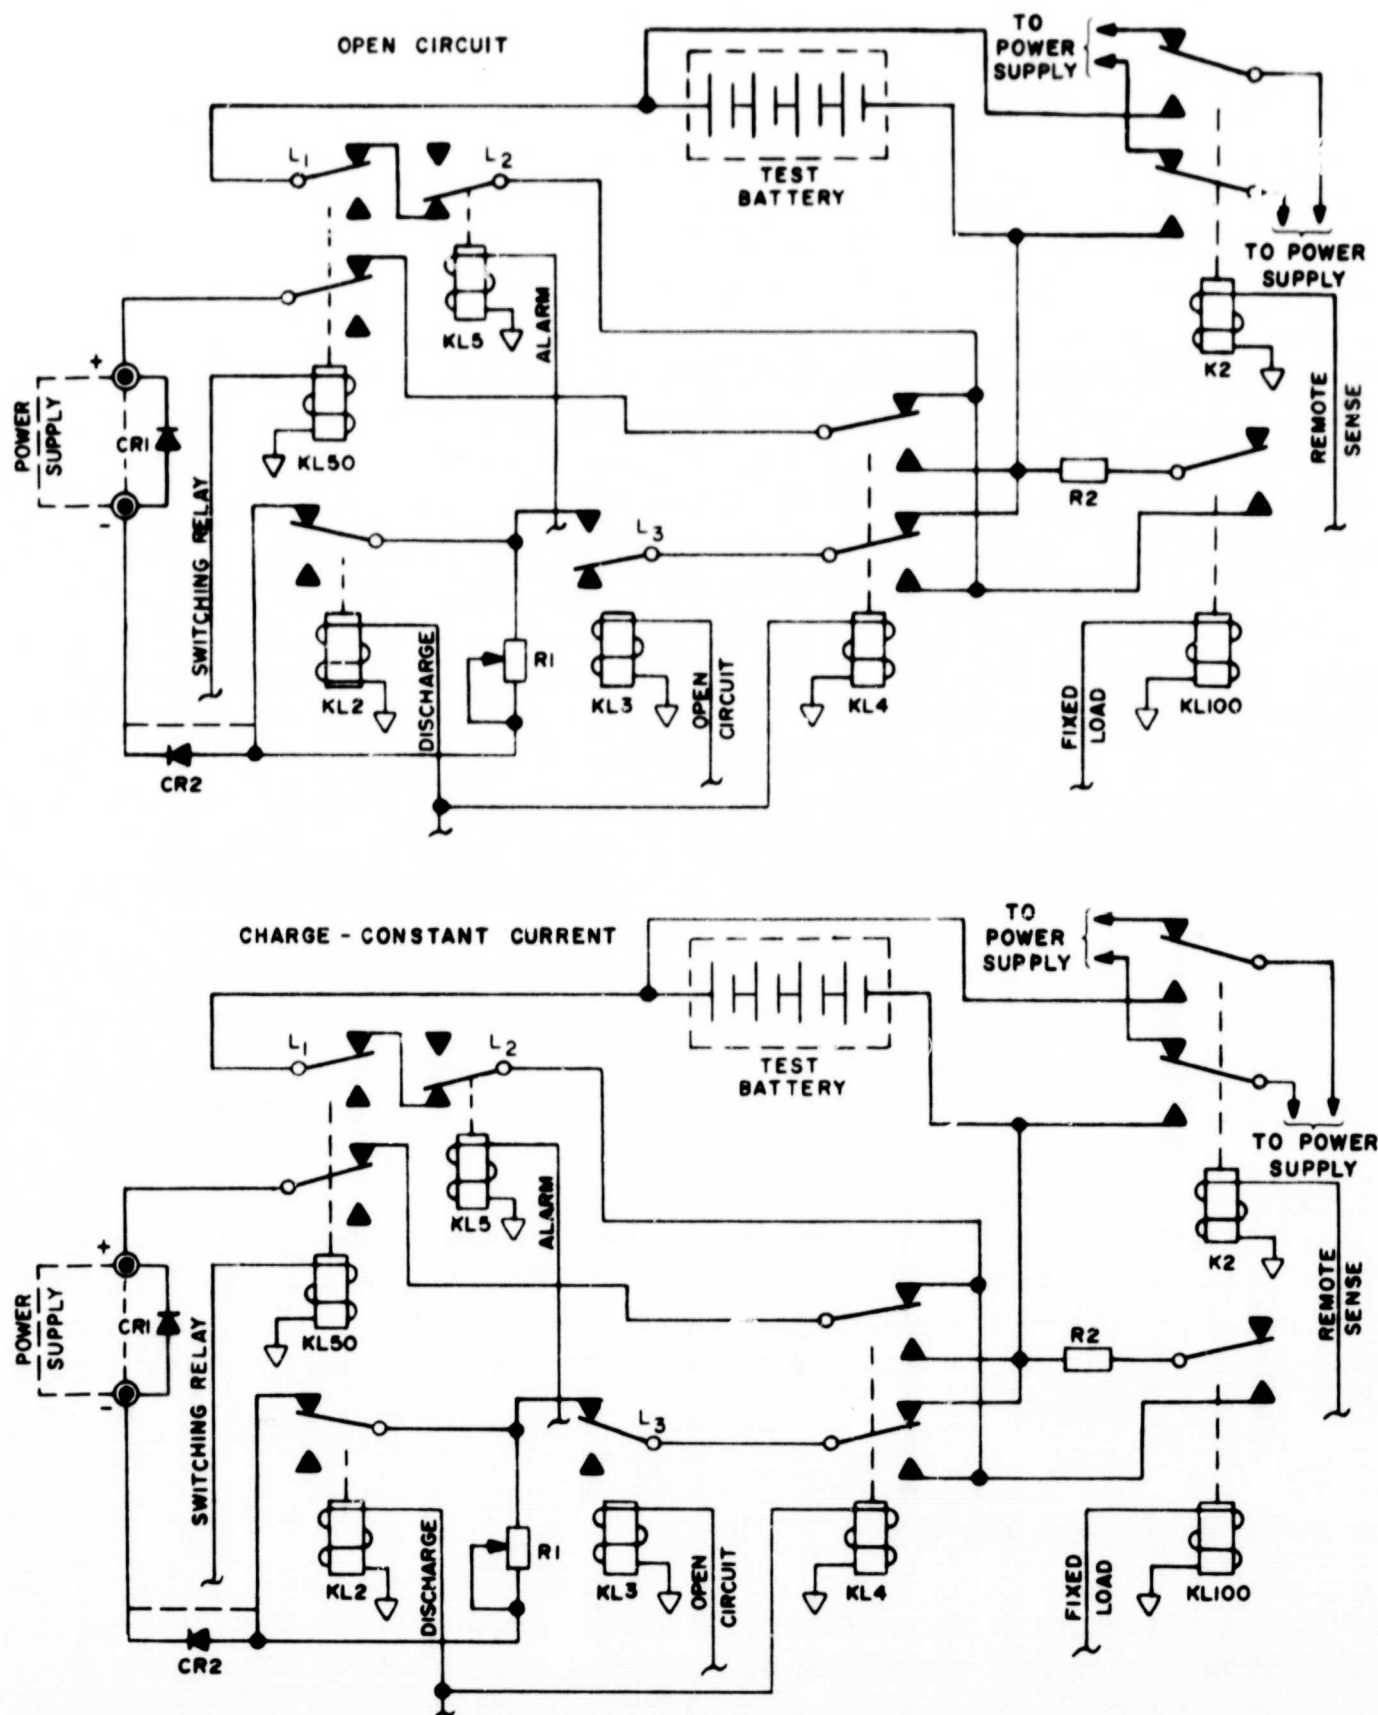 OPEN CIRCUIT
TO
POWER
SUPPLY
TEST
BATTERY
L1
L2
TO POWER
SUPPLY
KL5
ALARM
K2
REMOTE
SENSE
+
POWER
SUPPLY
CR1
-
KL50
SWITCHING RELAY
R2
L3
KL2
DISCHARGE
R1
KL3
OPEN
CIRCUIT
KL4
FIXED
LOAD
KL100
CR2
CHARGE - CONSTANT CURRENT
TO
POWER
SUPPLY
TEST
BATTERY
L1
L2
TO POWER
SUPPLY
KL5
ALARM
K2
REMOTE
SENSE
+
POWER
SUPPLY
CR1
-
KL50
SWITCHING RELAY
R2
L3
KL2
DISCHARGE
R1
KL3
OPEN
CIRCUIT
KL4
FIXED
LOAD
KL100
CR2